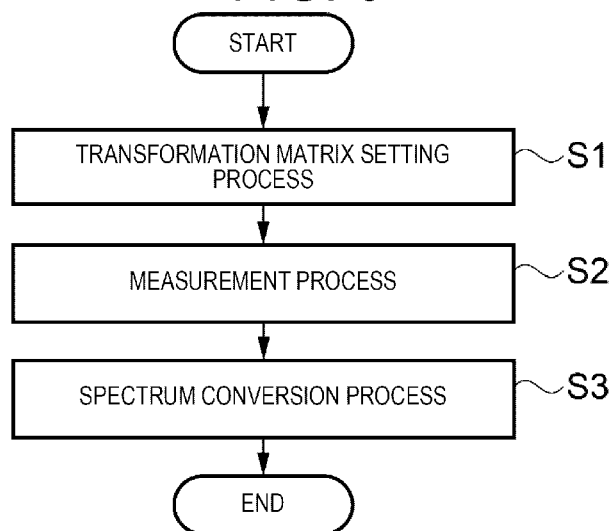 START
TRANSFORMATION MATRIX SETTING
PROCESS
S1
MEASUREMENT PROCESS
S2
SPECTRUM CONVERSION PROCESS
S3
END